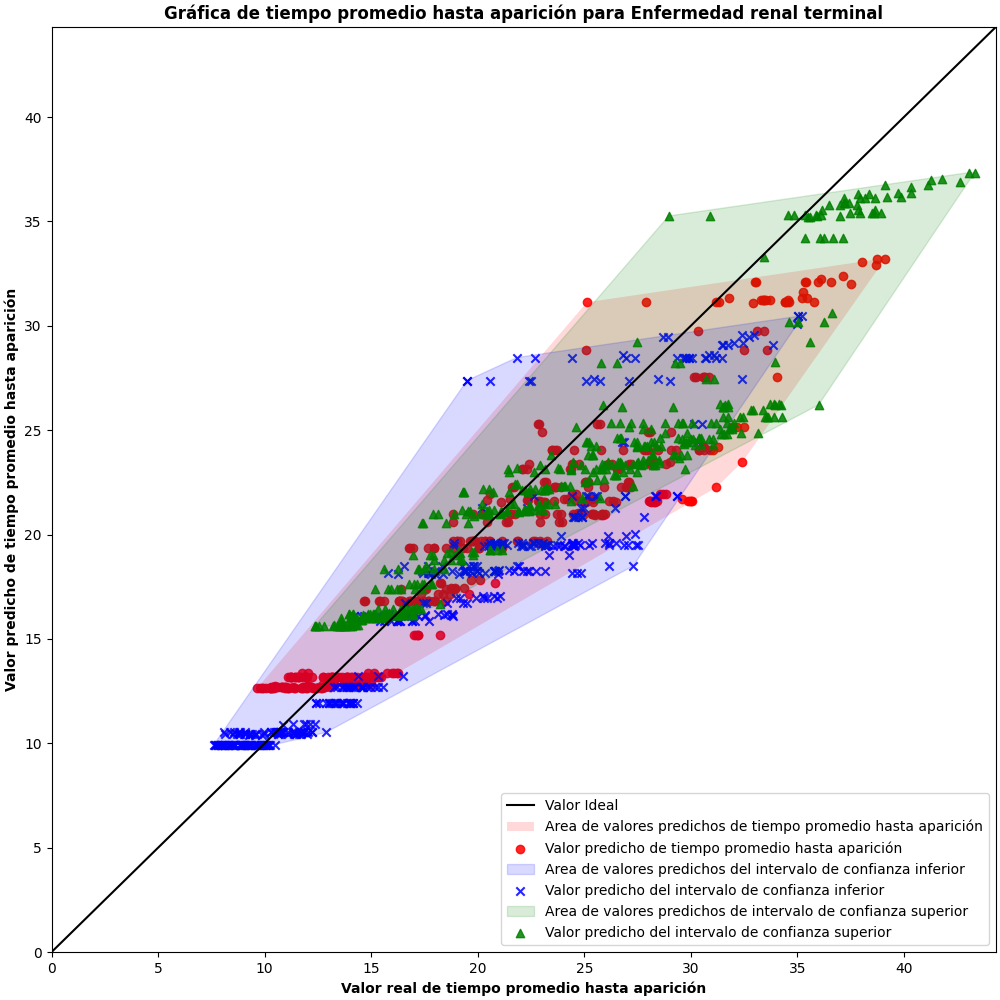 Gráfica de tiempo promedio hasta aparición para Enfermedad renal terminal
Valor predicho de tiempo promedio hasta aparición
40
35
30
25
20
15
10
5
0
0 5 10 15 20 25 30 35 40
Valor real de tiempo promedio hasta aparición
Valor Ideal
Area de valores predichos de tiempo promedio hasta aparición
Valor predicho de tiempo promedio hasta aparición
Area de valores predichos del intervalo de confianza inferior
Valor predicho del intervalo de confianza inferior
Area de valores predichos de intervalo de confianza superior
Valor predicho del intervalo de confianza superior